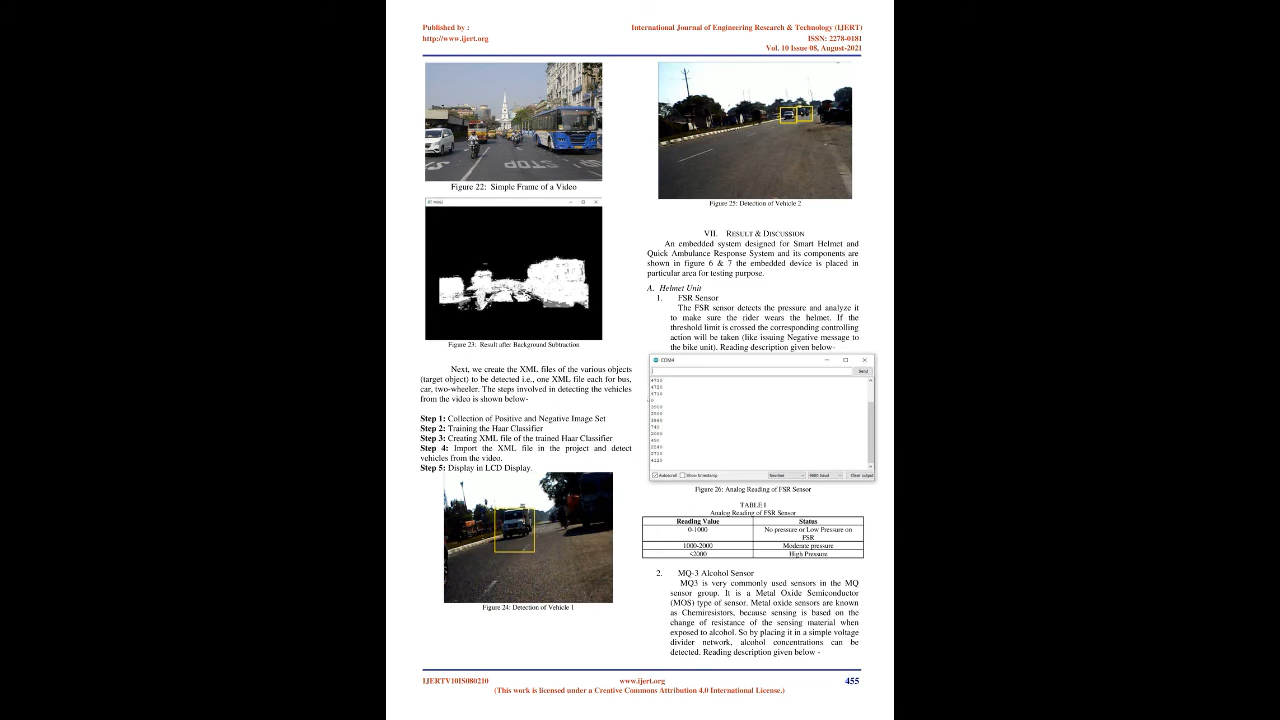 Published by :
http://www.ijert.org
International Journal of Engineering Research & Technology (IJERT)
ISSN: 2278-0181
Vol. 10 Issue 08, August-2021
STOP
Figure 22: Simple Frame of a Video
Figure 23: Result after Background Subtraction
Next, we create the XML files of the various objects
(target object) to be detected i.e., one XML file each for bus,
car, two-wheeler. The steps involved in detecting the vehicles
from the video is shown below-
Step 1: Collection of Positive and Negative Image Set
Step 2: Training the Haar Classifier
Step 3: Creating XML file of the trained Haar Classifier
Step 4: Import the XML file in the project and detect
vehicles from the video.
Step 5: Display in LCD Display.
Figure 24: Detection of Vehicle 1
Figure 25: Detection of Vehicle 2
VII. RESULT & DISCUSSION
An embedded system designed for Smart Helmet and
Quick Ambulance Response System and its components are
shown in figure 6 & 7 the embedded device is placed in
particular area for testing purpose.
A. Helmet Unit
1. FSR Sensor
The FSR sensor detects the pressure and analyze it
to make sure the rider wears the helmet. If the
threshold limit is crossed the corresponding controlling
action will be taken (like issuing Negative message to
the bike unit). Reading description given below-
COM4
Send
4720
4710
0
740
450
4120
Autoscroll Show timestamp Newline 9600 baud Clear output
Figure 26: Analog Reading of FSR Sensor
TABLE I
Analog Reading of FSR Sensor
Reading Value Status
0-1000 No pressure or Low Pressure on
FSR
1000-2000 Moderate pressure
<2000 High Pressure
2. MQ-3 Alcohol Sensor
MQ3 is very commonly used sensors in the MQ
sensor group. It is a Metal Oxide Semiconductor
(MOS) type of sensor. Metal oxide sensors are known
as Chemiresistors, because sensing is based on the
change of resistance of the sensing material when
exposed to alcohol. So by placing it in a simple voltage
divider network, alcohol concentrations can be
detected. Reading description given below -
IJERTV10IS080210
www.ijert.org
455
(This work is licensed under a Creative Commons Attribution 4.0 International License.)